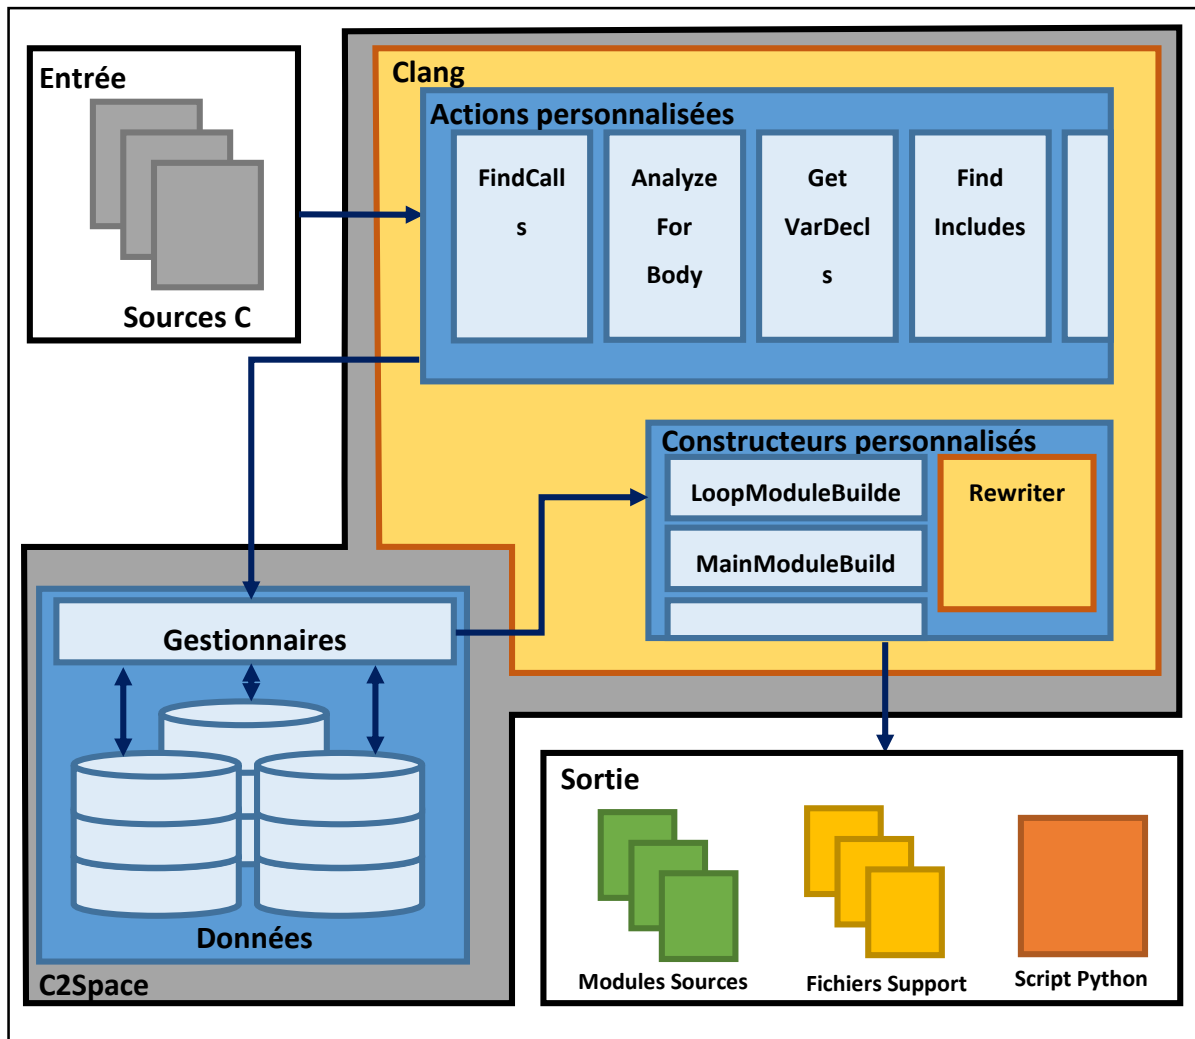 Entrée
Sources C
Clang
Actions personnalisées
FindCall
s
Analyze
For
Body
Get
VarDecl
s
Find
Includes
Constructeurs personnalisés
LoopModuleBuilde
MainModuleBuild
Rewriter
Gestionnaires
Données
C2Space
Sortie
Modules Sources
Fichiers Support
Script Python